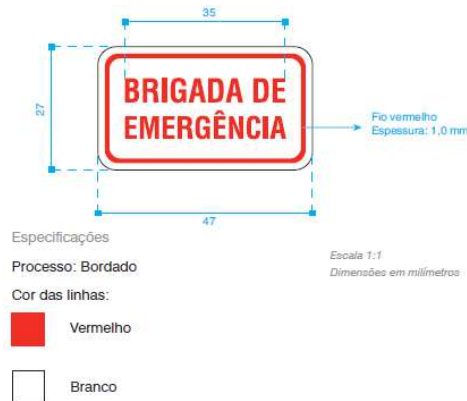 35
27
BRIGADA DE
EMERGÊNCIA
Fio vermelho
Espessura: 1,0 mm
47
Especificações
Processo: Bordado
Escala 1:1
Dimensões em milímetros
Cor das linhas:
Vermelho
Branco